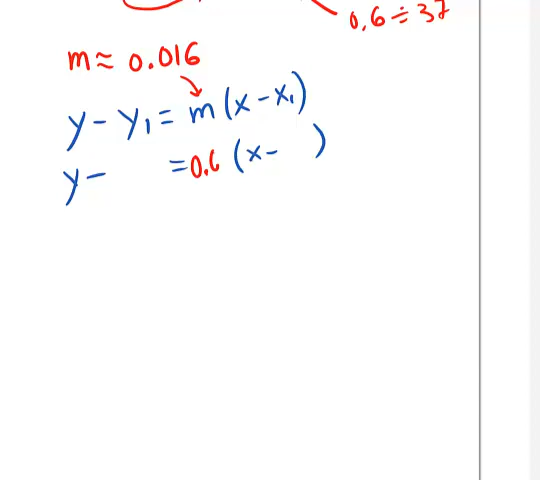 0.6 ÷ 37
m ≈ 0.016
y - y₁ = m (x - x₁)
y - = 0.6 (x - )